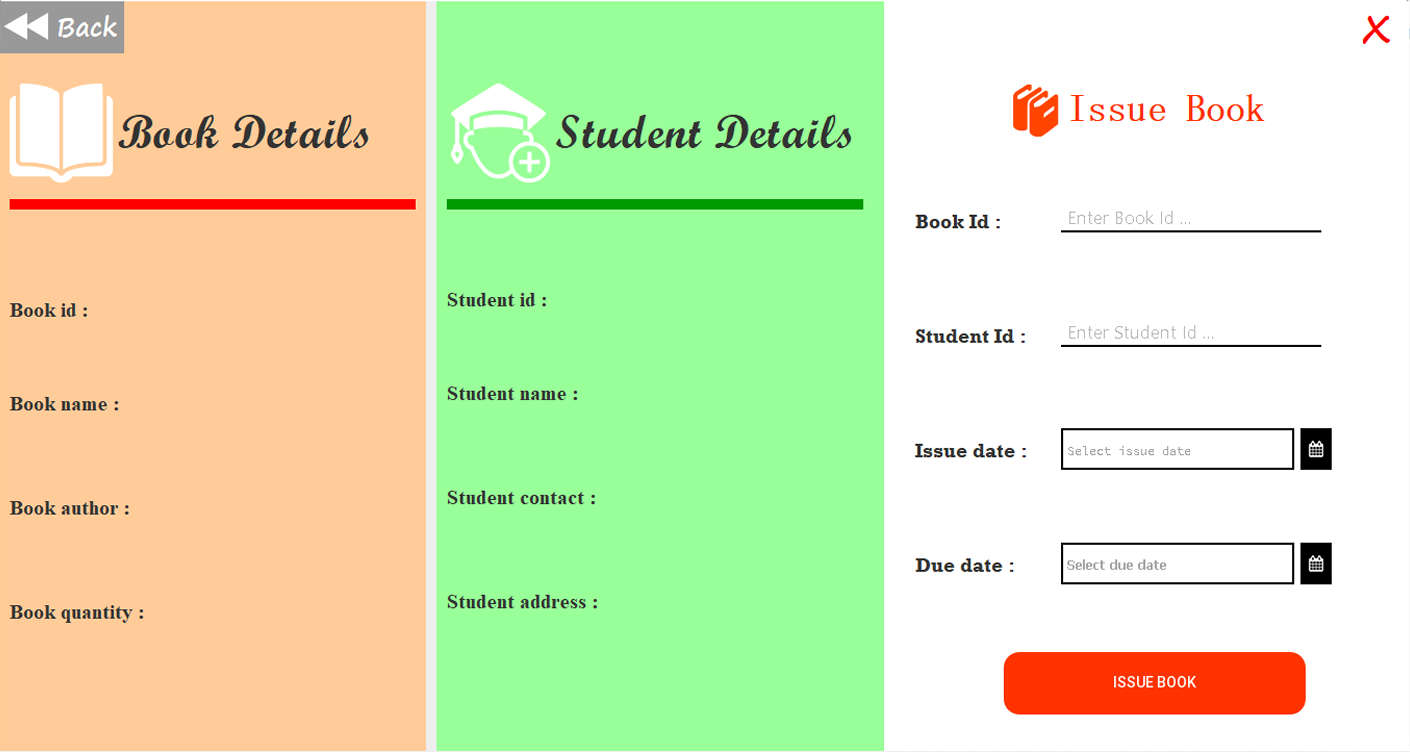 Back
Book Details
Book id :
Book name :
Book author :
Book quantity :
Student Details
Student id :
Student name :
Student contact :
Student address :
X
Issue Book
Book Id :
Enter Book Id ...
Student Id :
Enter Student Id ...
Issue date :
Select issue date
Due date :
Select due date
ISSUE BOOK